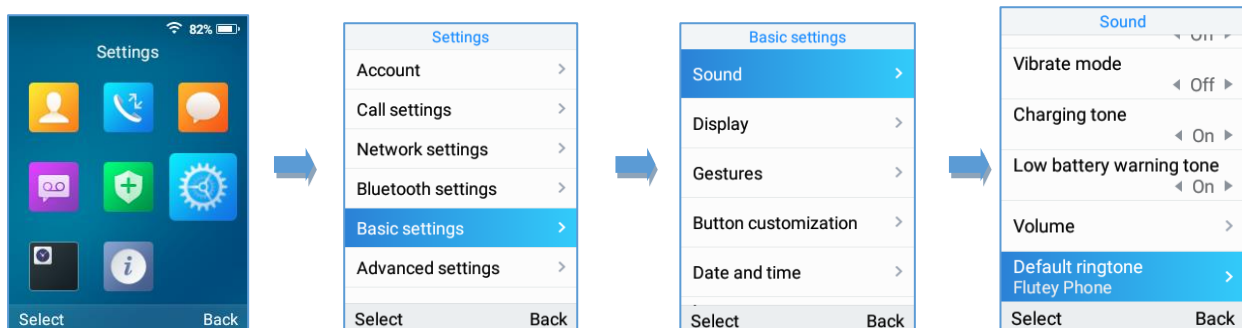 82%
Settings
Select Back
Settings
Account
Call settings
Network settings
Bluetooth settings
Basic settings
Advanced settings
Select Back
Basic settings
Sound
Display
Gestures
Button customization
Date and time
Select Back
Sound
Vibrate mode
Off
Charging tone
On
Low battery warning tone
On
Volume
Default ringtone
Flutey Phone
Select Back